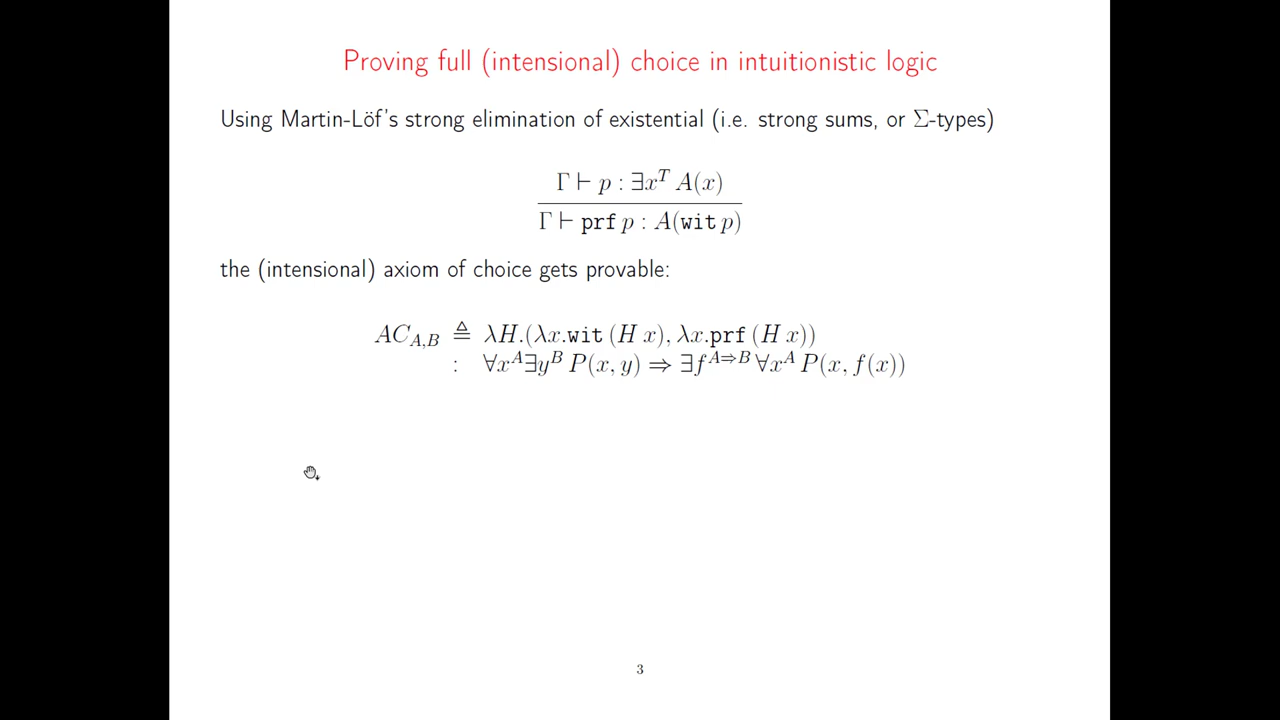 Proving full (intensional) choice in intuitionistic logic
Using Martin-Löf's strong elimination of existential (i.e. strong sums, or Σ-types)
Γ ⊢ p : ∃xᵀ A(x)
Γ ⊢ prf p : A(wit p)
the (intensional) axiom of choice gets provable:
AC_{A,B} ≜ λH.(λx.wit (H x), λx.prf (H x))
: ∀x^A ∃y^B P(x, y) ⇒ ∃f^{A⇒B} ∀x^A P(x, f(x))
3